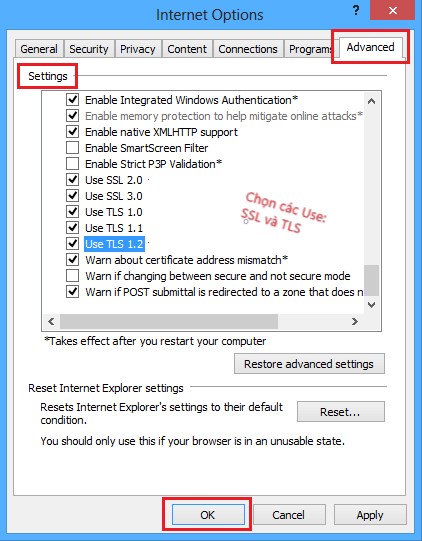 Internet Options
?
General Security Privacy Content Connections Programs Advanced
Settings
Enable Integrated Windows Authentication*
Enable memory protection to help mitigate online attacks*
Enable native XMLHTTP support
Enable SmartScreen Filter
Enable Strict P3P Validation*
Use SSL 2.0
Use SSL 3.0
Use TLS 1.0
Use TLS 1.1
Use TLS 1.2
Chọn các Use:
SSL và TLS
Warn about certificate address mismatch*
Warn if changing between secure and not secure mode
Warn if POST submittal is redirected to a zone that does n
*Takes effect after you restart your computer
Restore advanced settings
Reset Internet Explorer settings
Resets Internet Explorer's settings to their default
condition.
Reset...
You should only use this if your browser is in an unusable state.
OK Cancel Apply